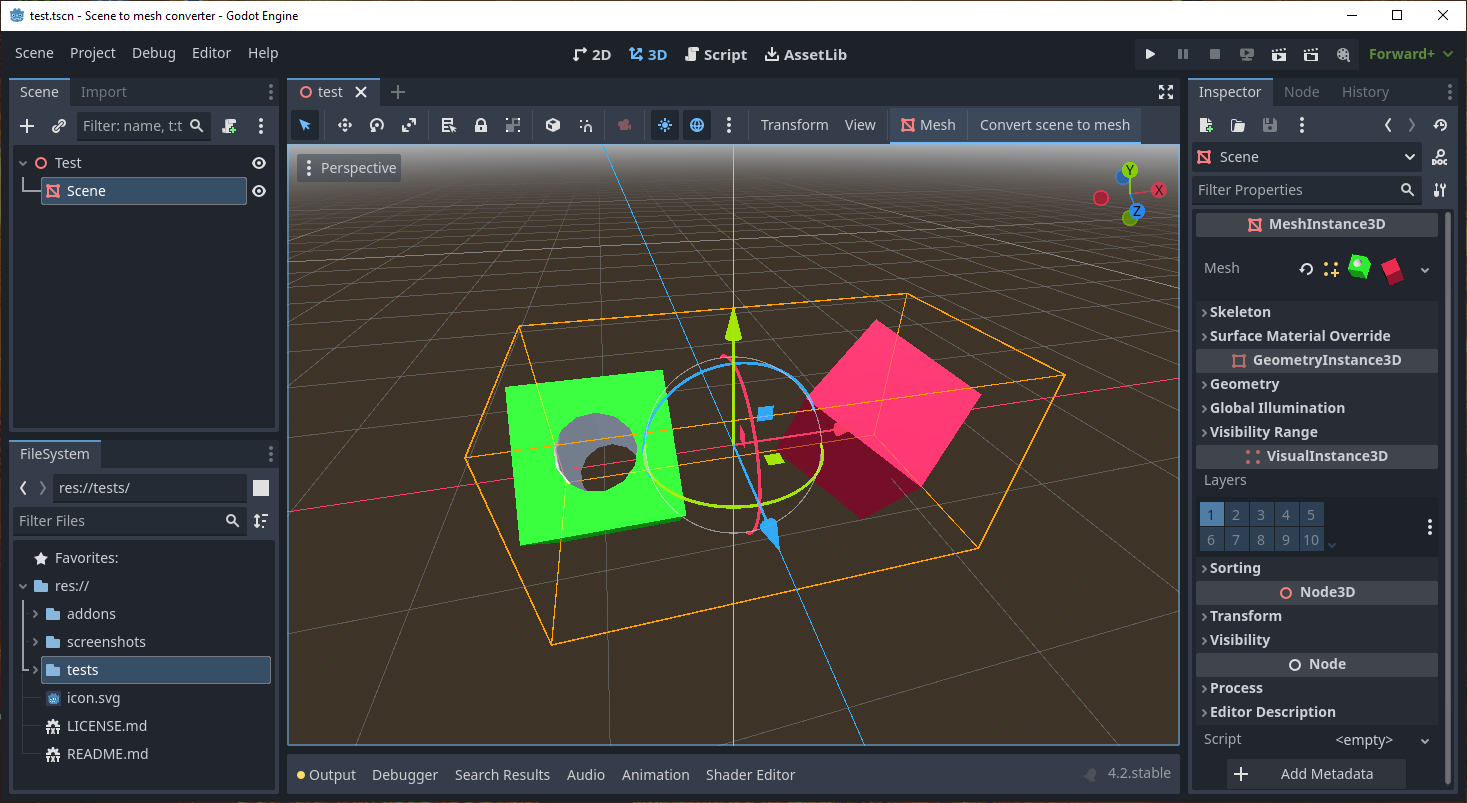 test.tscn - Scene to mesh converter - Godot Engine
Scene Project Debug Editor Help
2D 3D Script AssetLib
Forward+
Scene Import
Filter: name, t:t
Test
Scene
FileSystem
res://tests/
Filter Files
Favorites:
res://
addons
screenshots
tests
icon.svg
TXT LICENSE.md
TXT README.md
test
Transform View Mesh Convert scene to mesh
Perspective
Y
X
Z
Output Debugger Search Results Audio Animation Shader Editor
4.2.stable
Inspector Node History
Scene
DOC
Filter Properties
MeshInstance3D
Mesh
Skeleton
Surface Material Override
GeometryInstance3D
Geometry
Global Illumination
Visibility Range
VisualInstance3D
Layers
1 2 3 4 5
6 7 8 9 10
Sorting
Node3D
Transform
Visibility
Node
Process
Editor Description
Script <empty>
Add Metadata